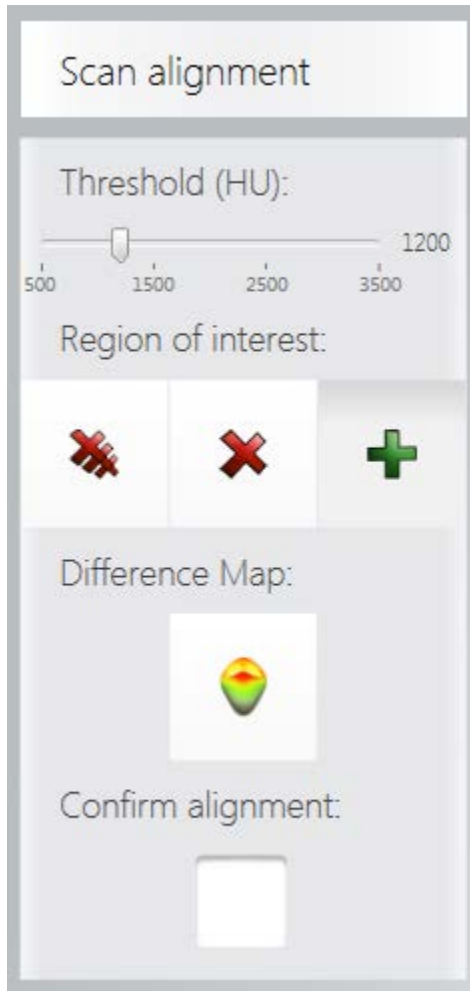 Scan alignment
Threshold (HU):
1200
500 1500 2500 3500
Region of interest:
Difference Map:
Confirm alignment: